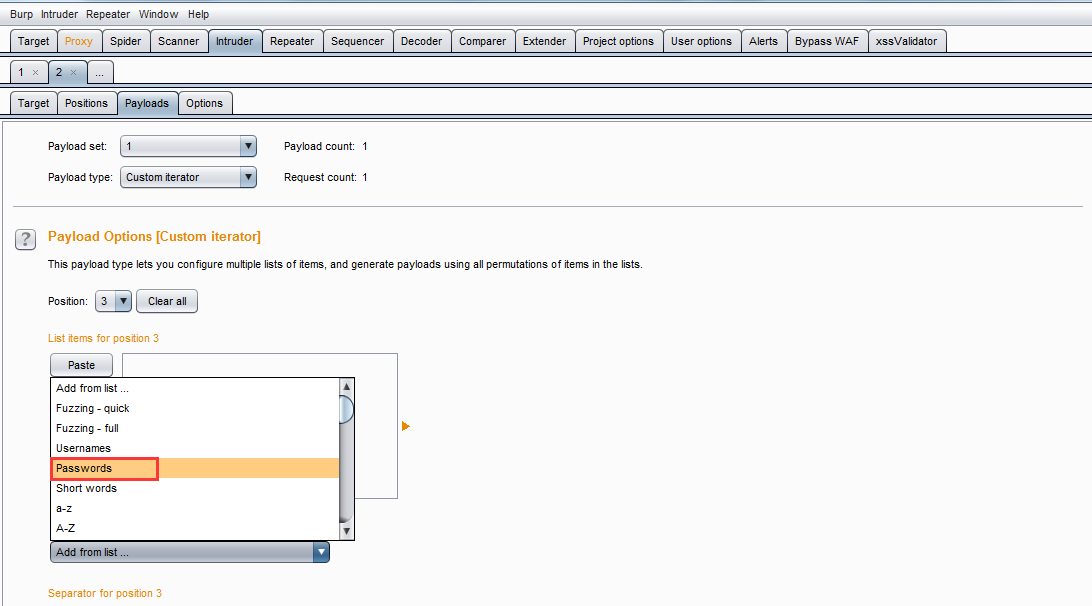 Burp Intruder Repeater Window Help
Target Proxy Spider Scanner Intruder Repeater Sequencer Decoder Comparer Extender Project options User options Alerts Bypass WAF xssValidator
1 × 2 × ...
Target Positions Payloads Options
Payload set: 1 Payload count: 1
Payload type: Custom iterator Request count: 1
? Payload Options [Custom iterator]
This payload type lets you configure multiple lists of items, and generate payloads using all permutations of items in the lists.
Position: 3 Clear all
List items for position 3
Paste
Add from list ...
Fuzzing - quick
Fuzzing - full
Usernames
Passwords
Short words
a-z
A-Z
Add from list ...
Separator for position 3